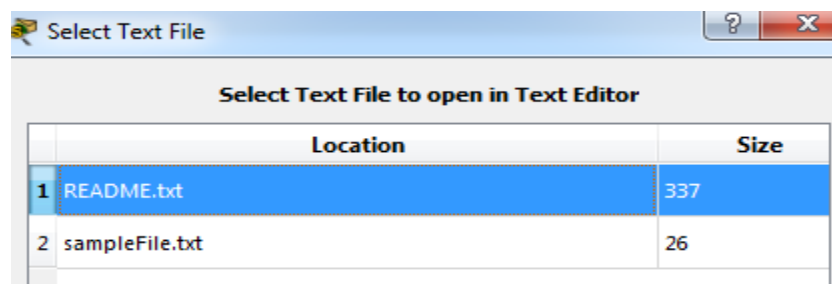 Select Text File
Select Text File to open in Text Editor
Location Size
1 README.txt 337
2 sampleFile.txt 26